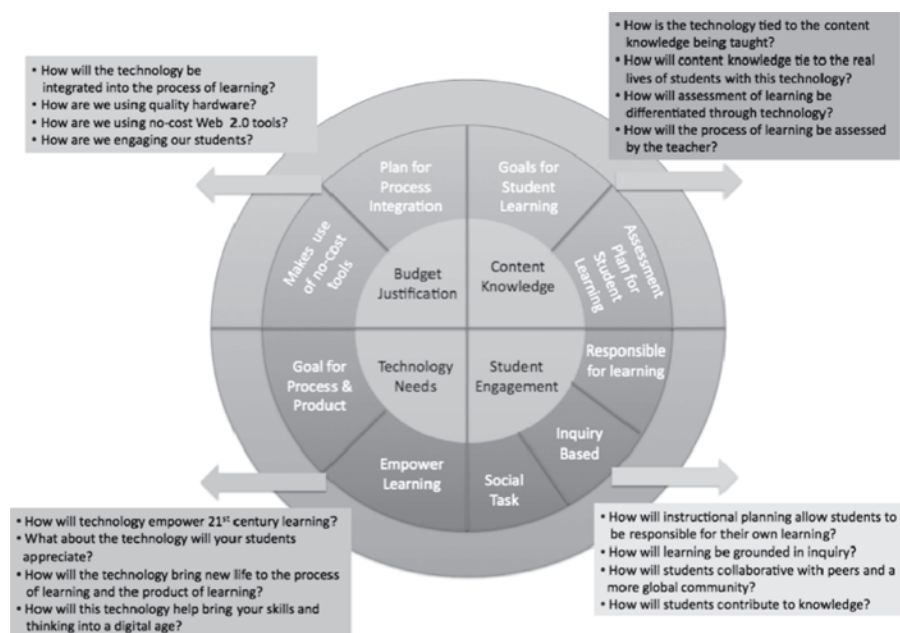 • How will the technology be
integrated into the process of learning?
• How are we using quality hardware?
• How are we using no-cost Web 2.0 tools?
• How are we engaging our students?
• How is the technology tied to the content
knowledge being taught?
• How will content knowledge tie to the real
lives of students with this technology?
• How will assessment of learning be
differentiated through technology?
• How will the process of learning be assessed
by the teacher?
Plan for
Process
Integration
Goals for
Student
Learning
Makes use
of no-cost
tools
Assessment
Plan for
Student
Learning
Budget
Justification
Content
Knowledge
Goal for
Process &
Product
Technology
Needs
Student
Engagement
Responsible
for learning
Empower
Learning
Social
Task
Inquiry
Based
• How will technology empower 21st century learning?
• What about the technology will your students
appreciate?
• How will the technology bring new life to the process
of learning and the product of learning?
• How will this technology help bring your skills and
thinking into a digital age?
• How will instructional planning allow students to
be responsible for their own learning?
• How will learning be grounded in inquiry?
• How will students collaborative with peers and a
more global community?
• How will students contribute to knowledge?